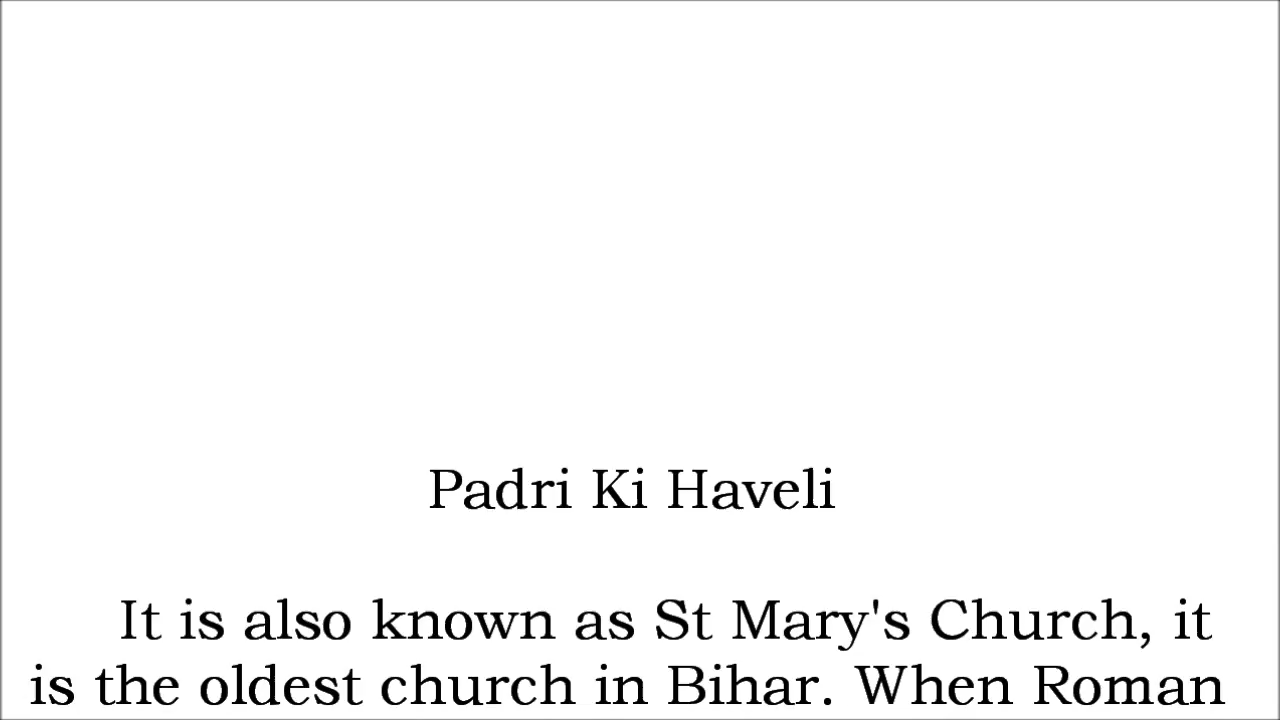 Padri Ki Haveli
It is also known as St Mary's Church, it
is the oldest church in Bihar. When Roman